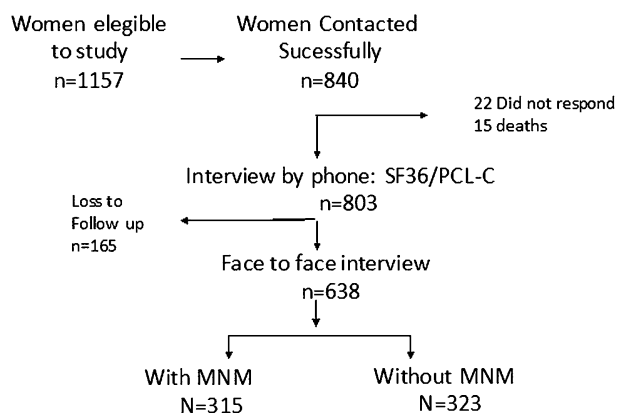 Women elegible
to study
n=1157
Women Contacted
Sucessfully
n=840
22 Did not respond
15 deaths
Interview by phone: SF36/PCL-C
n=803
Loss to
Follow up
n=165
Face to face interview
n=638
With MNM
N=315
Without MNM
N=323